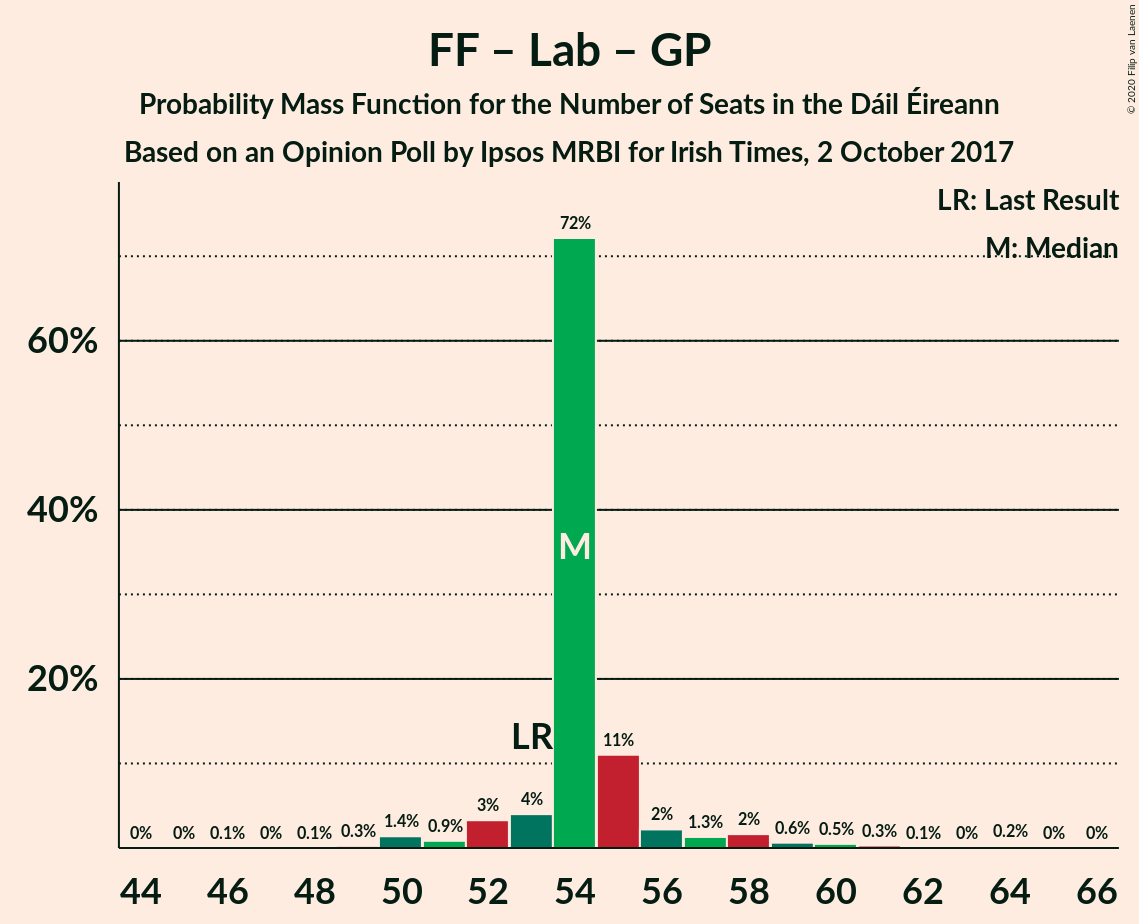 FF – Lab – GP
Probability Mass Function for the Number of Seats in the Dáil Éireann
Based on an Opinion Poll by Ipsos MRBI for Irish Times, 2 October 2017
© 2020 Filip van Laenen
LR: Last Result
M: Median
72%
60%
40%
M
20%
LR
11%
0% 0% 0.1% 0% 0.1% 0.3% 1.4% 0.9% 3% 4% 2% 1.3% 2% 0.6% 0.5% 0.3% 0.1% 0% 0.2% 0% 0%
44 46 48 50 52 54 56 58 60 62 64 66